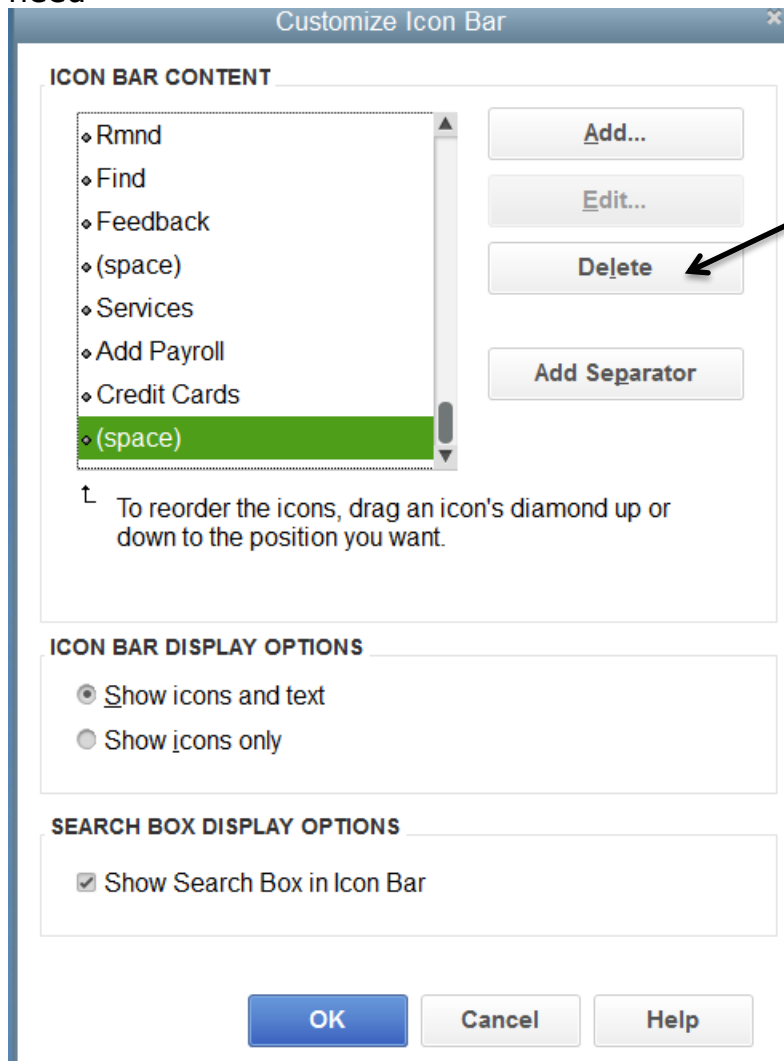 need
Customize Icon Bar
ICON BAR CONTENT
Rmnd
Find
Feedback
(space)
Services
Add Payroll
Credit Cards
(space)
Add...
Edit...
Delete
Add Separator
To reorder the icons, drag an icon's diamond up or
down to the position you want.
ICON BAR DISPLAY OPTIONS
Show icons and text
Show icons only
SEARCH BOX DISPLAY OPTIONS
Show Search Box in Icon Bar
OK
Cancel
Help